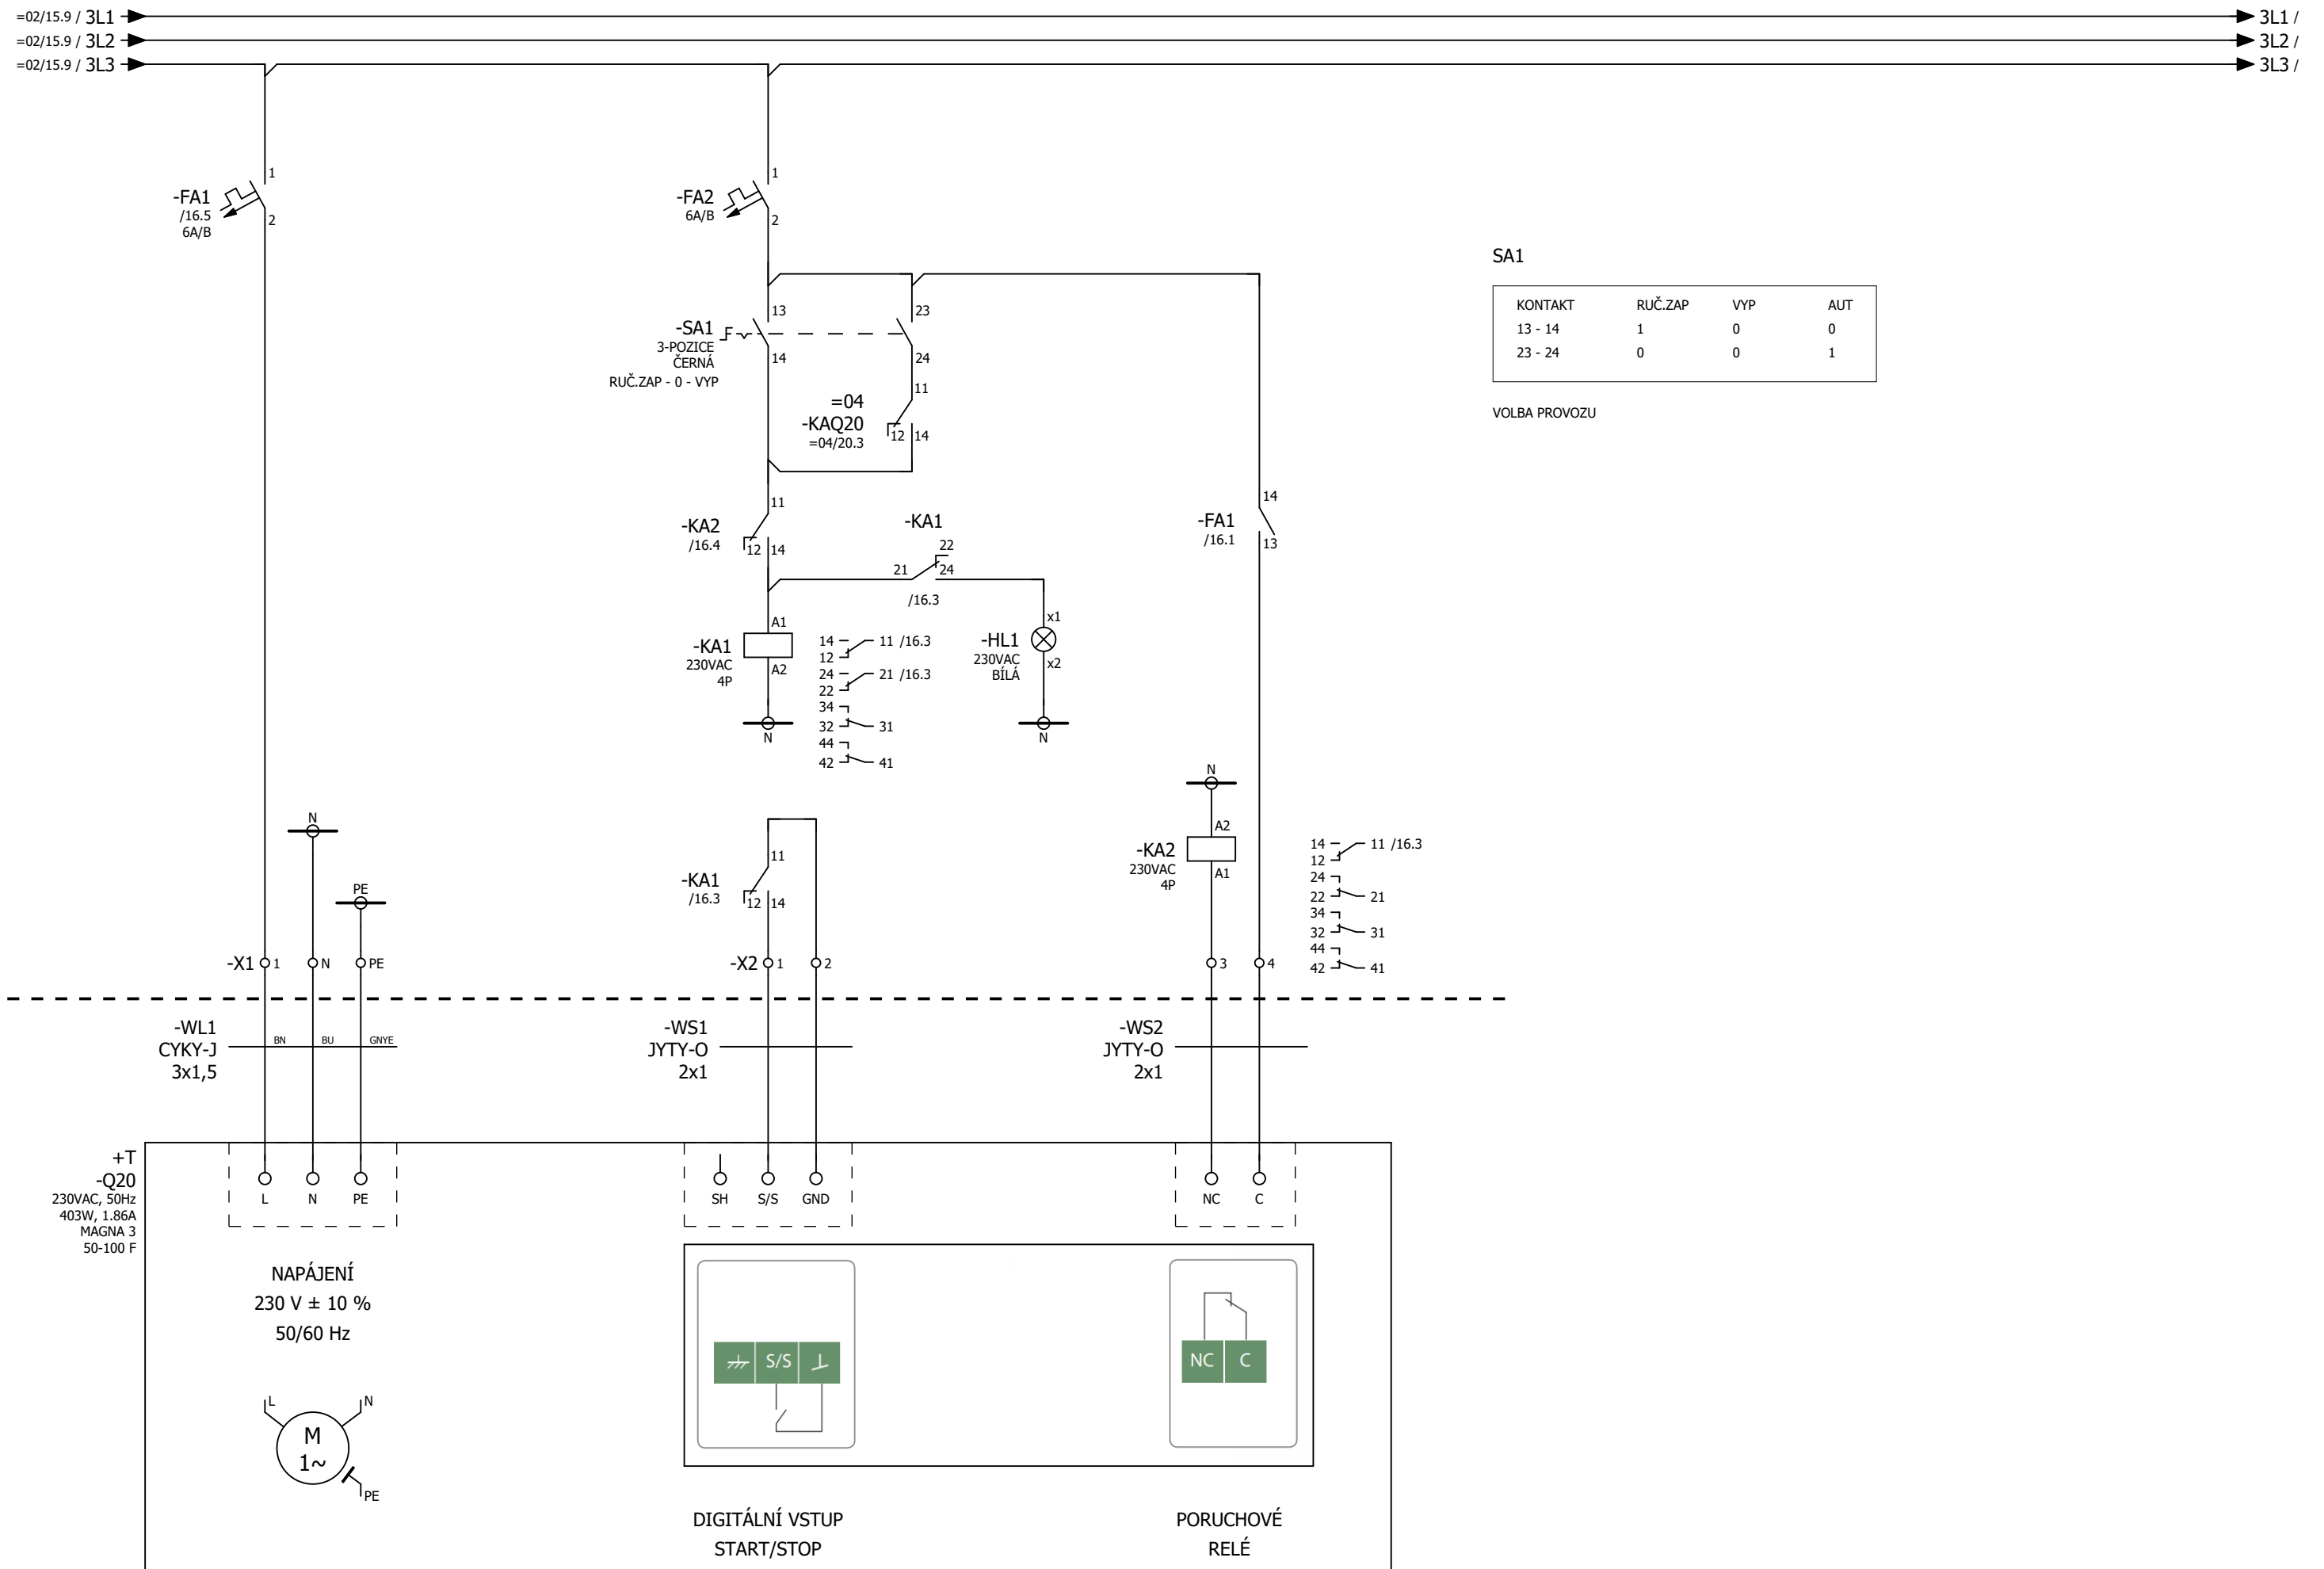 =02/15.9 / 3L1
3L1 /
=02/15.9 / 3L2
3L2 /
=02/15.9 / 3L3
3L3 /
1
-FA1
/16.5
6A/B
2
1
-FA2
6A/B
2
SA1
KONTAKT RUČ.ZAP VYP AUT
13 - 14 1 0 0
23 - 24 0 0 1
VOLBA PROVOZU
13
-SA1
3-POZICE
ČERNÁ
RUČ.ZAP - 0 - VYP
14
23
24
11
=04
-KAQ20
=04/20.3
12 14
11
-KA2
/16.4
12 14
-KA1
22
21 24
/16.3
14
-FA1
/16.1
13
A1
-KA1
230VAC
4P
A2
N
14 11 /16.3
12
24 21 /16.3
22
34
32 31
44
42 41
x1
-HL1
230VAC
BÍLÁ
x2
N
N
A2
-KA2
230VAC
4P
A1
14 11 /16.3
12
24
22 21
34
32 31
44
42 41
N
PE
11
-KA1
/16.3
12 14
-X1 1 N PE
-X2 1 2
3 4
-WL1
CYKY-J
3x1,5
BN BU GNYE
-WS1
JYTY-O
2x1
-WS2
JYTY-O
2x1
+T
-Q20
230VAC, 50Hz
403W, 1.86A
MAGNA 3
50-100 F
L N PE
SH S/S GND
NC C
NAPÁJENÍ
230 V ± 10 %
50/60 Hz
S/S
NC C
L N
M
1~
PE
DIGITÁLNÍ VSTUP
START/STOP
PORUCHOVÉ
RELÉ